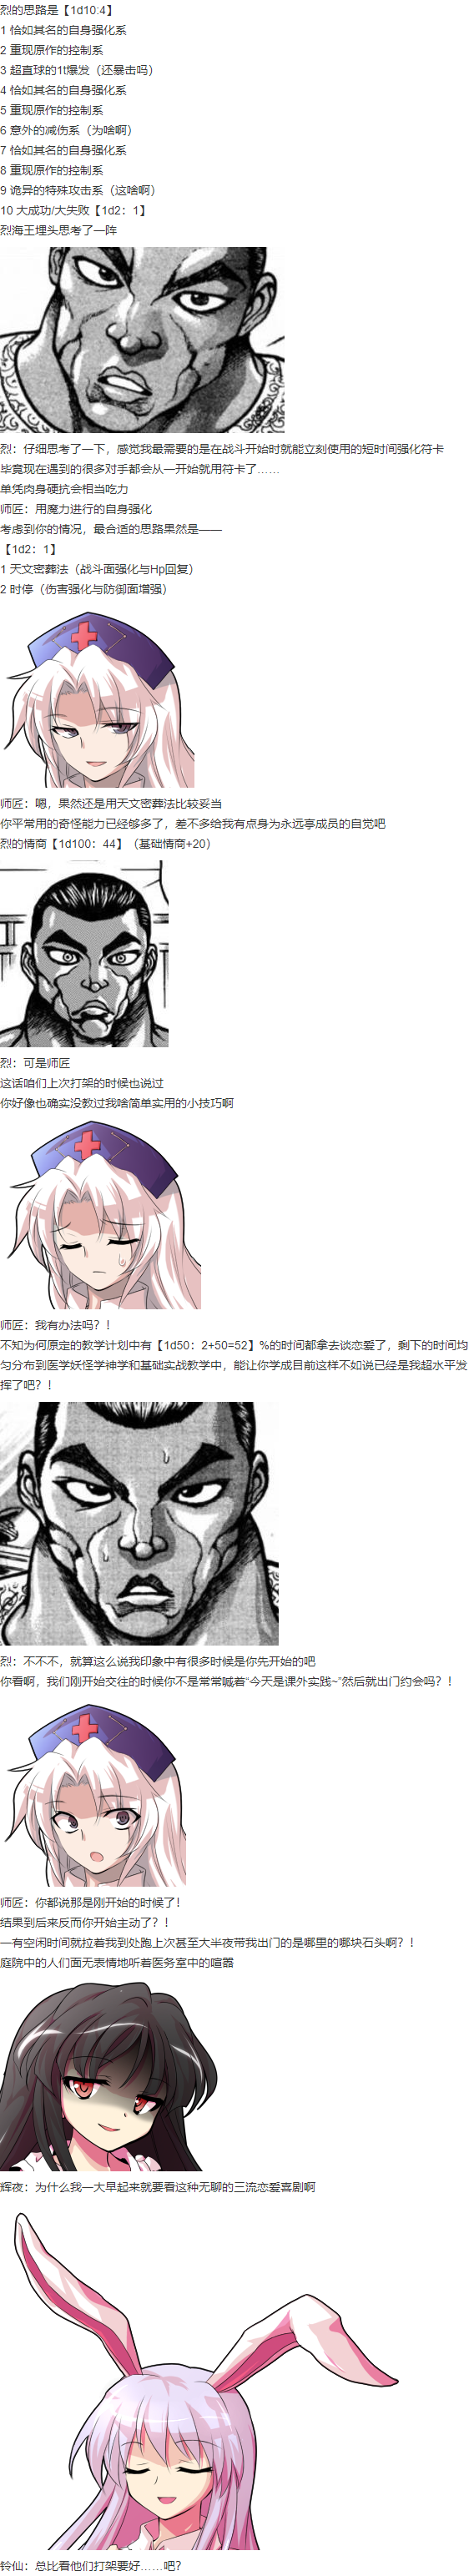 烈的思路是【1d10:4】
1 恰如其名的自身强化系
2 重现原作的控制系
3 超直球的1t爆发（还暴击吗）
4 恰如其名的自身强化系
5 重现原作的控制系
6 意外的减伤系（为啥啊）
7 恰如其名的自身强化系
8 重现原作的控制系
9 诡异的特殊攻击系（这啥啊）
10 大成功/大失败【1d2：1】
烈海王埋头思考了一阵
烈：仔细思考了一下，感觉我最需要的是在战斗开始时就能立刻使用的短时间强化符卡
毕竟现在遇到的很多对手都会从一开始就用符卡了……
单凭肉身硬抗会相当吃力
师匠：用魔力进行的自身强化
考虑到你的情况，最合适的思路果然是——
【1d2：1】
1 天文密葬法（战斗面强化与Hp回复）
2 时停（伤害强化与防御面增强）
师匠：嗯，果然还是用天文密葬法比较妥当
你平常用的奇怪能力已经够多了，差不多给我有点身为永远亭成员的自觉吧
烈的情商【1d100：44】（基础情商+20）
烈：可是师匠
这话咱们上次打架的时候也说过
你好像也确实没教过我啥简单实用的小技巧啊
师匠：我有办法吗？！
不知为何原定的教学计划中有【1d50：2+50=52】%的时间都拿去谈恋爱了，剩下的时间均
匀分布到医学妖怪学神学和基础实战教学中，能让你学成目前这样不如说已经是我超水平发
挥了吧？！
烈：不不不，就算这么说我印象中有很多时候是你先开始的吧
你看啊，我们刚开始交往的时候你不是常常喊着“今天是课外实践~”然后就出门约会吗？！
师匠：你都说那是刚开始的时候了！
结果到后来反而你开始主动了？！
一有空闲时间就拉着我到处跑上次甚至大半夜带我出门的是哪里的哪块石头啊？！
庭院中的人们面无表情地听着医务室中的喧嚣
辉夜：为什么我一大早起来就要看这种无聊的三流恋爱喜剧啊
铃仙：总比看他们打架要好……吧？